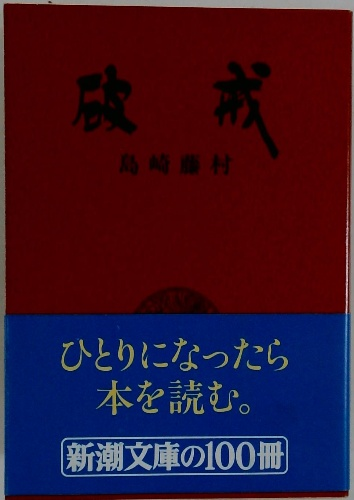 破戒
島崎藤村
ひとりになったら
本を読む。
新潮文庫の100冊